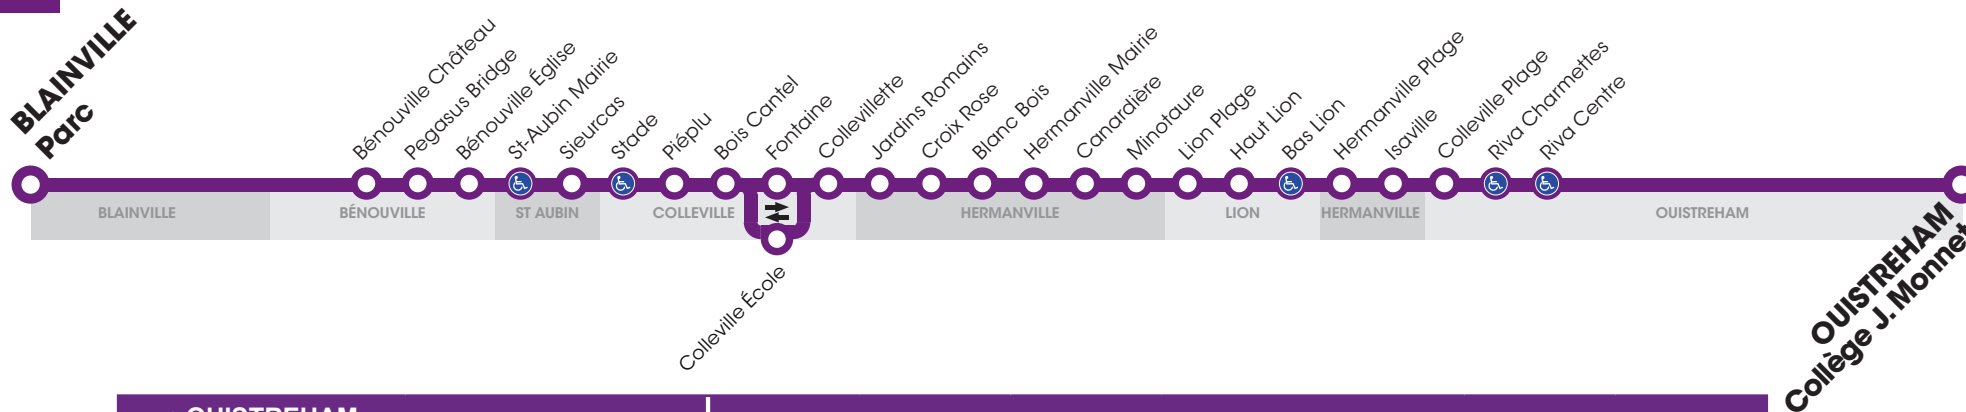 BLAINVILLE
Parc
Bénouville Château
Pegasus Bridge
Bénouville Église
St-Aubin Mairie
Sieurcas
Stade
Piéplu
Bois Cantel
Fontaine
Collevillette
Jardins Romains
Croix Rose
Blanc Bois
Hermanville Mairie
Canardière
Minotaure
Lion Plage
Haut Lion
Bas Lion
Hermanville Plage
Isaville
Colleville Plage
Riva Charmettes
Riva Centre
OUISTREHAM
Collège J. Monnet
BLAINVILLE
BÉNOUVILLE
ST AUBIN
COLLEVILLE
HERMANVILLE
LION
HERMANVILLE
OUISTREHAM
Colleville École
OUISTREHAM